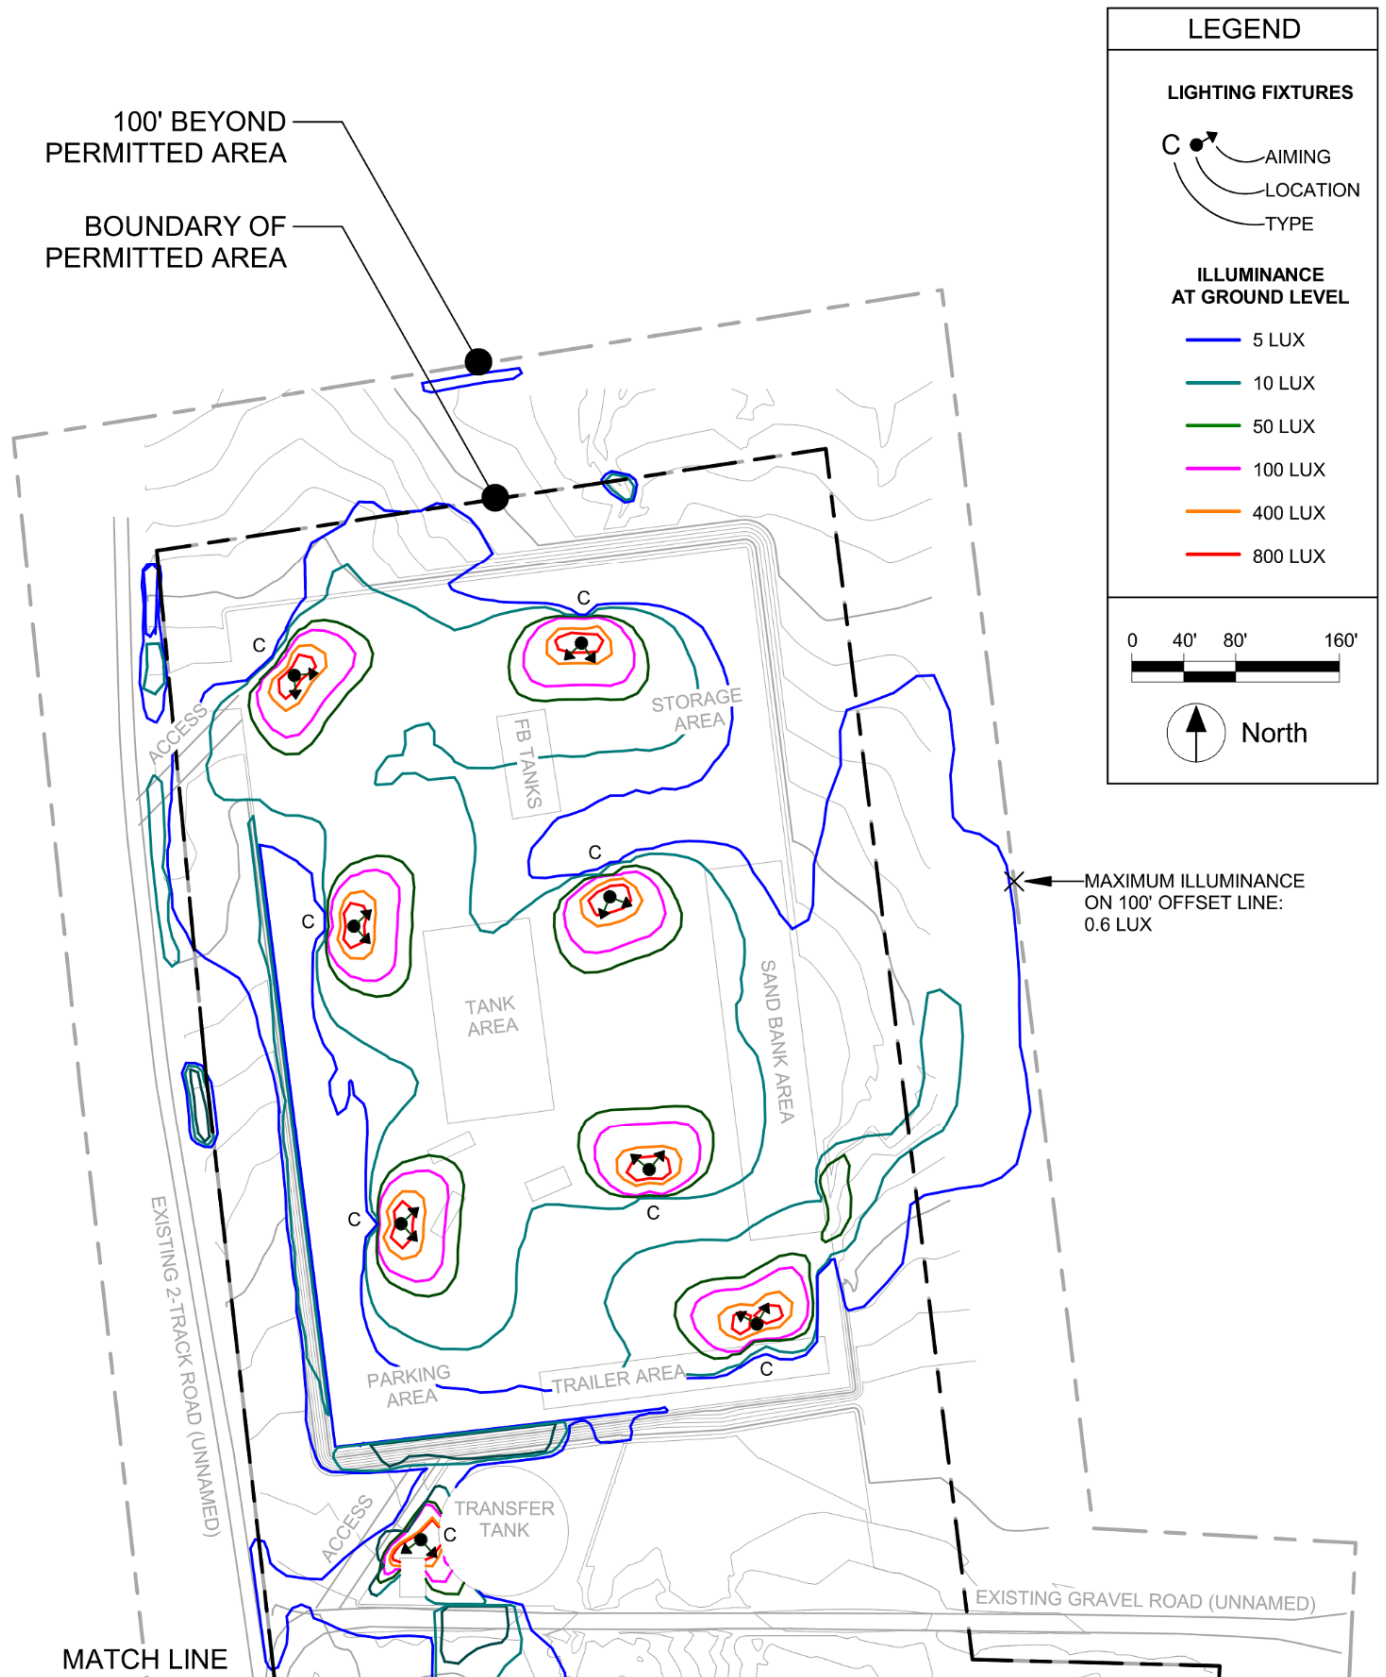 LEGEND
LIGHTING FIXTURES
C
AIMING
LOCATION
TYPE
ILLUMINANCE
AT GROUND LEVEL
5 LUX
10 LUX
50 LUX
100 LUX
400 LUX
800 LUX
0 40' 80' 160'
North
100' BEYOND
PERMITTED AREA
BOUNDARY OF
PERMITTED AREA
C
C
STORAGE
AREA
ACCESS
FB TANKS
C
C
MAXIMUM ILLUMINANCE
ON 100' OFFSET LINE:
0.6 LUX
TANK
AREA
SAND BANK AREA
C
C
EXISTING 2-TRACK ROAD (UNNAMED)
PARKING
AREA
TRAILER AREA
C
ACCESS
C
TRANSFER
TANK
EXISTING GRAVEL ROAD (UNNAMED)
MATCH LINE